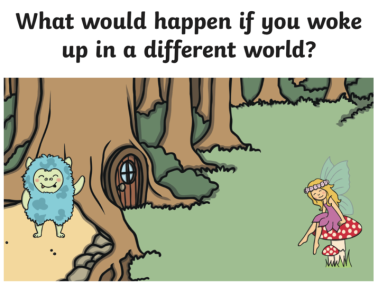 What would happen if you woke
up in a different world?